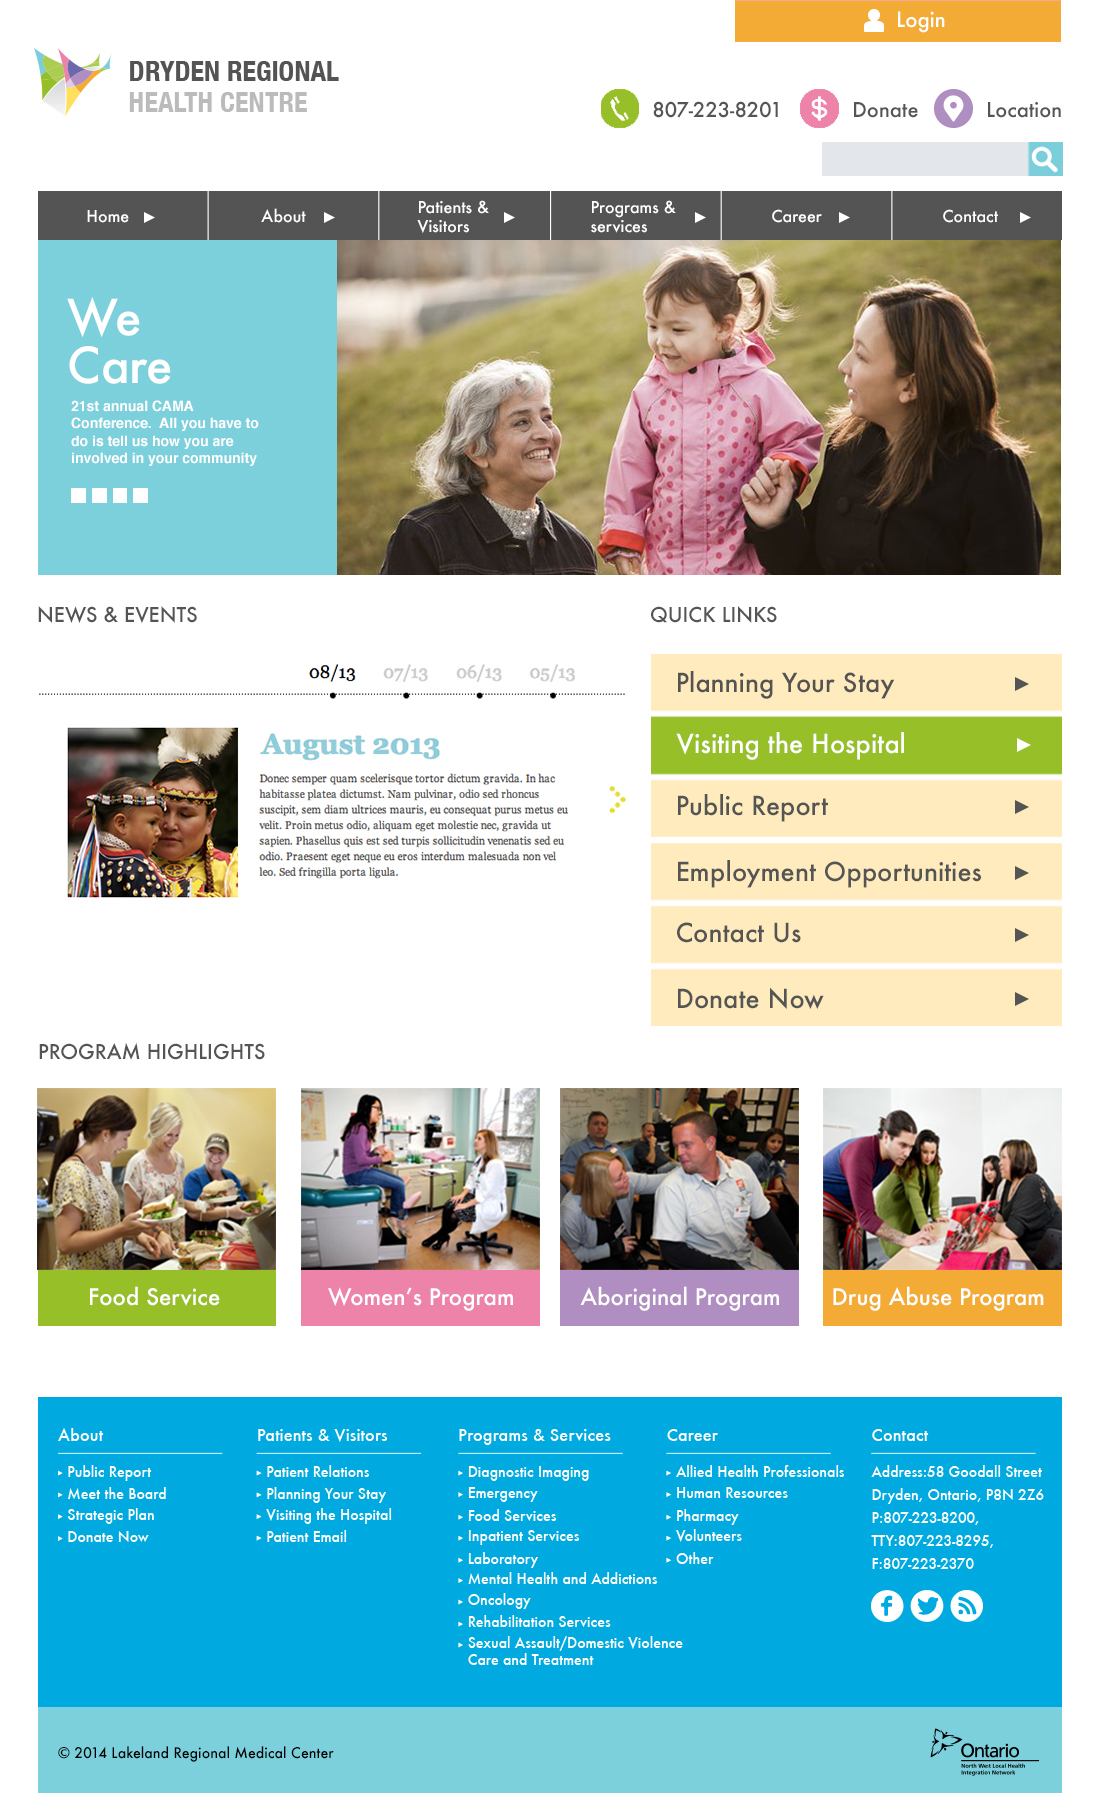 Login
DRYDEN REGIONAL
HEALTH CENTRE
807-223-8201
Donate
Location
Home
About
Patients &
Visitors
Programs &
services
Career
Contact
We
Care
21st annual CAMA
Conference. All you have to
do is tell us how you are
involved in your community
NEWS & EVENTS
08/13
07/13
06/13
05/13
August 2013
Donec semper quam scelerisque tortor dictum gravida. In hac
habitasse platea dictumst. Nam pulvinar, odio sed rhoncus
suscipit, sem diam ultrices mauris, eu consequat purus metus eu
velit. Proin metus odio, aliquam eget molestie nec, gravida ut
sapien. Phasellus quis est sed turpis sollicitudin venenatis sed eu
odio. Praesent eget neque eu eros interdum malesuada non vel
leo. Sed fringilla porta ligula.
QUICK LINKS
Planning Your Stay
Visiting the Hospital
Public Report
Employment Opportunities
Contact Us
Donate Now
PROGRAM HIGHLIGHTS
Food Service
Women's Program
Aboriginal Program
Drug Abuse Program
About
Public Report
Meet the Board
Strategic Plan
Donate Now
Patients & Visitors
Patient Relations
Planning Your Stay
Visiting the Hospital
Patient Email
Programs & Services
Diagnostic Imaging
Emergency
Food Services
Inpatient Services
Laboratory
Mental Health and Addictions
Oncology
Rehabilitation Services
Sexual Assault/Domestic Violence
Care and Treatment
Career
Allied Health Professionals
Human Resources
Pharmacy
Volunteers
Other
Contact
Address:58 Goodall Street
Dryden, Ontario, P8N 2Z6
P:807-223-8200,
TTY:807-223-8295,
F:807-223-2370
© 2014 Lakeland Regional Medical Center
Ontario
North West Local Health
Integration Network